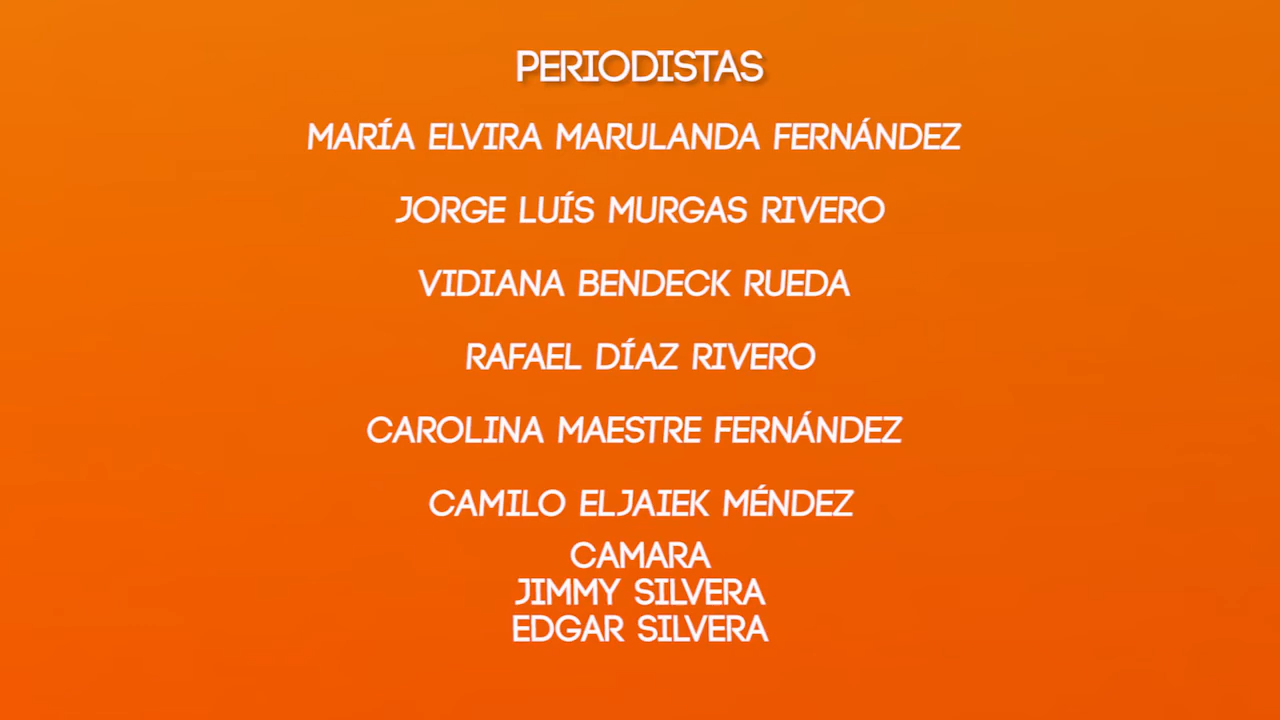 PERIODISTAS
MARÍA ELVIRA MARULANDA FERNÁNDEZ
JORGE LUÍS MURGAS RIVERO
VIDIANA BENDECK RUEDA
RAFAEL DÍAZ RIVERO
CAROLINA MAESTRE FERNÁNDEZ
CAMILO ELJAIEK MÉNDEZ
CAMARA
JIMMY SILVERA
EDGAR SILVERA